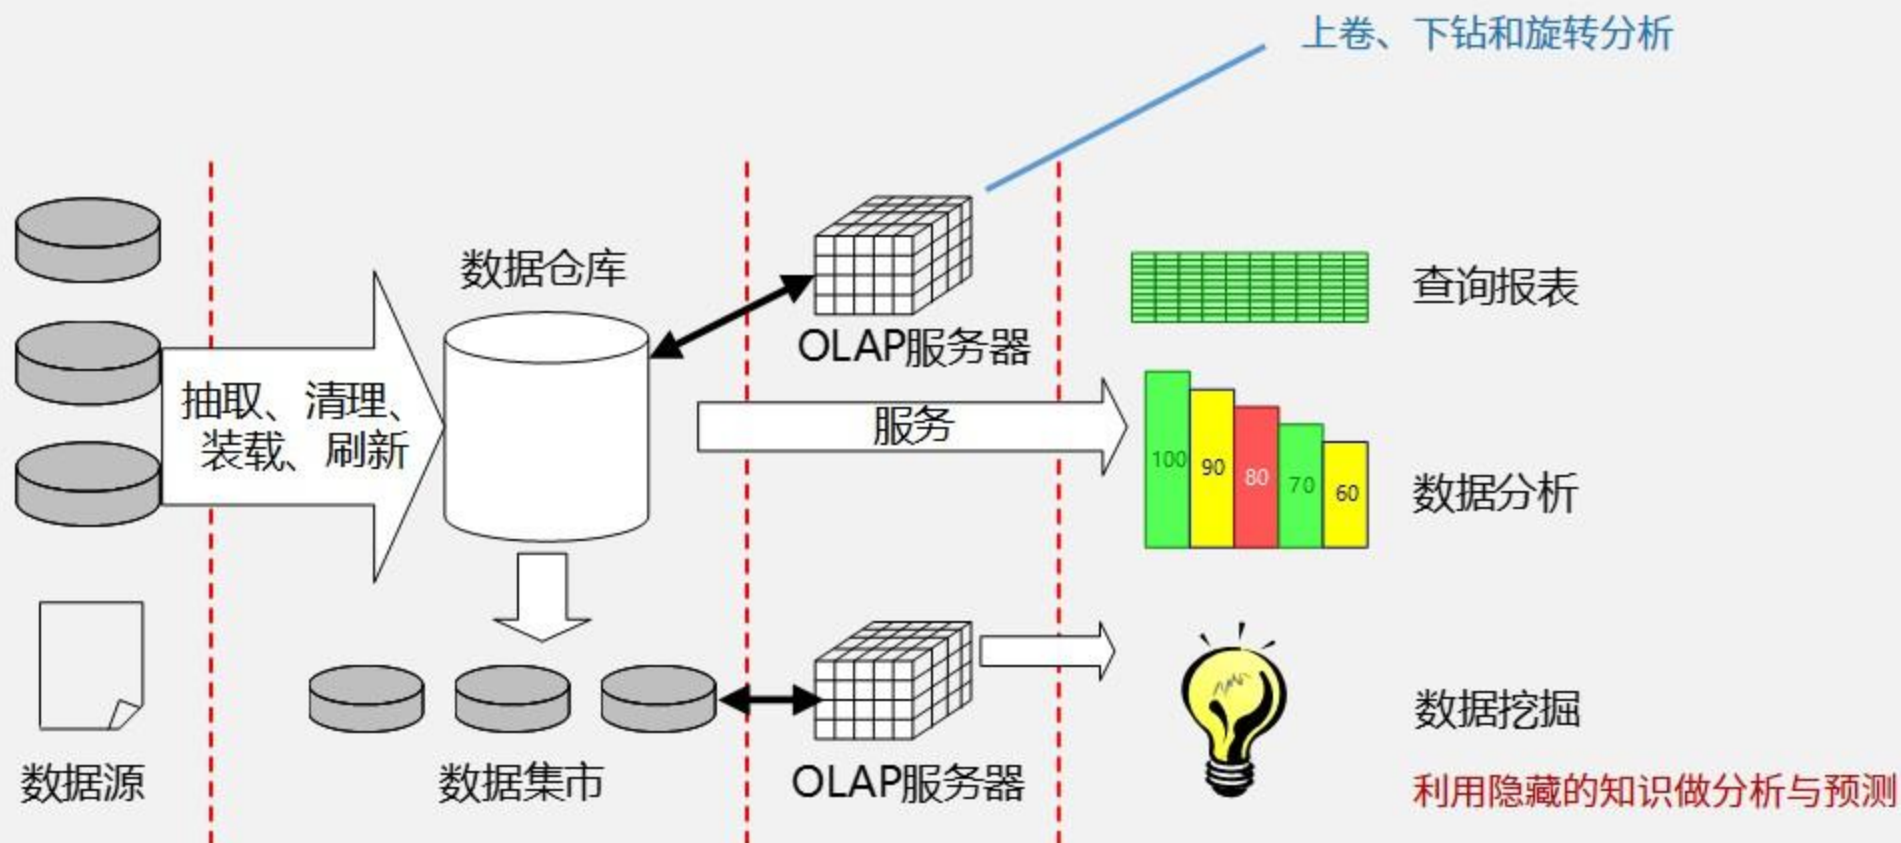 上卷、下钻和旋转分析
数据仓库
OLAP服务器
查询报表
抽取、清理、
装载、刷新
服务
100
90
80
70
60
数据分析
数据源
数据集市
OLAP服务器
数据挖掘
利用隐藏的知识做分析与预测